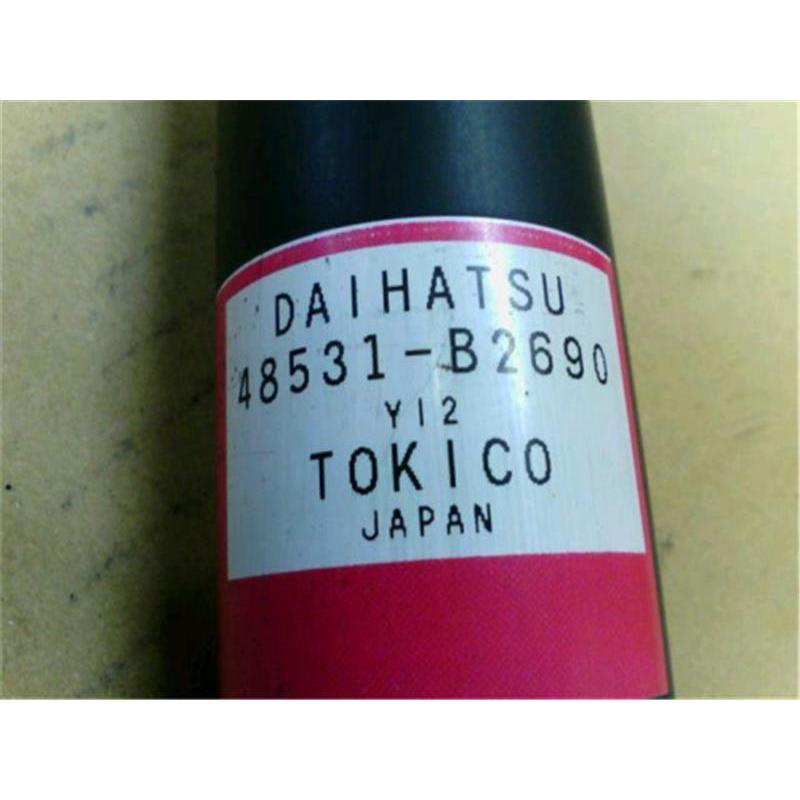 DAIHATSU
48531-B2690
Y12
TOKICO
JAPAN